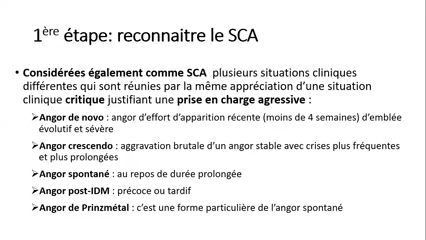 1ère étape: reconnaitre le SCA
• Considérées également comme SCA plusieurs situations cliniques
différentes qui sont réunies par la même appréciation d'une situation
clinique critique justifiant une prise en charge agressive :
➢Angor de novo : angor d'effort d'apparition récente (moins de 4 semaines) d'emblée
évolutif et sévère
➢Angor crescendo : aggravation brutale d'un angor stable avec crises plus fréquentes
et plus prolongées
➢Angor spontané : au repos de durée prolongée
➢Angor post-IDM : précoce ou tardif
➢Angor de Prinzmétal : c'est une forme particulière de l'angor spontané